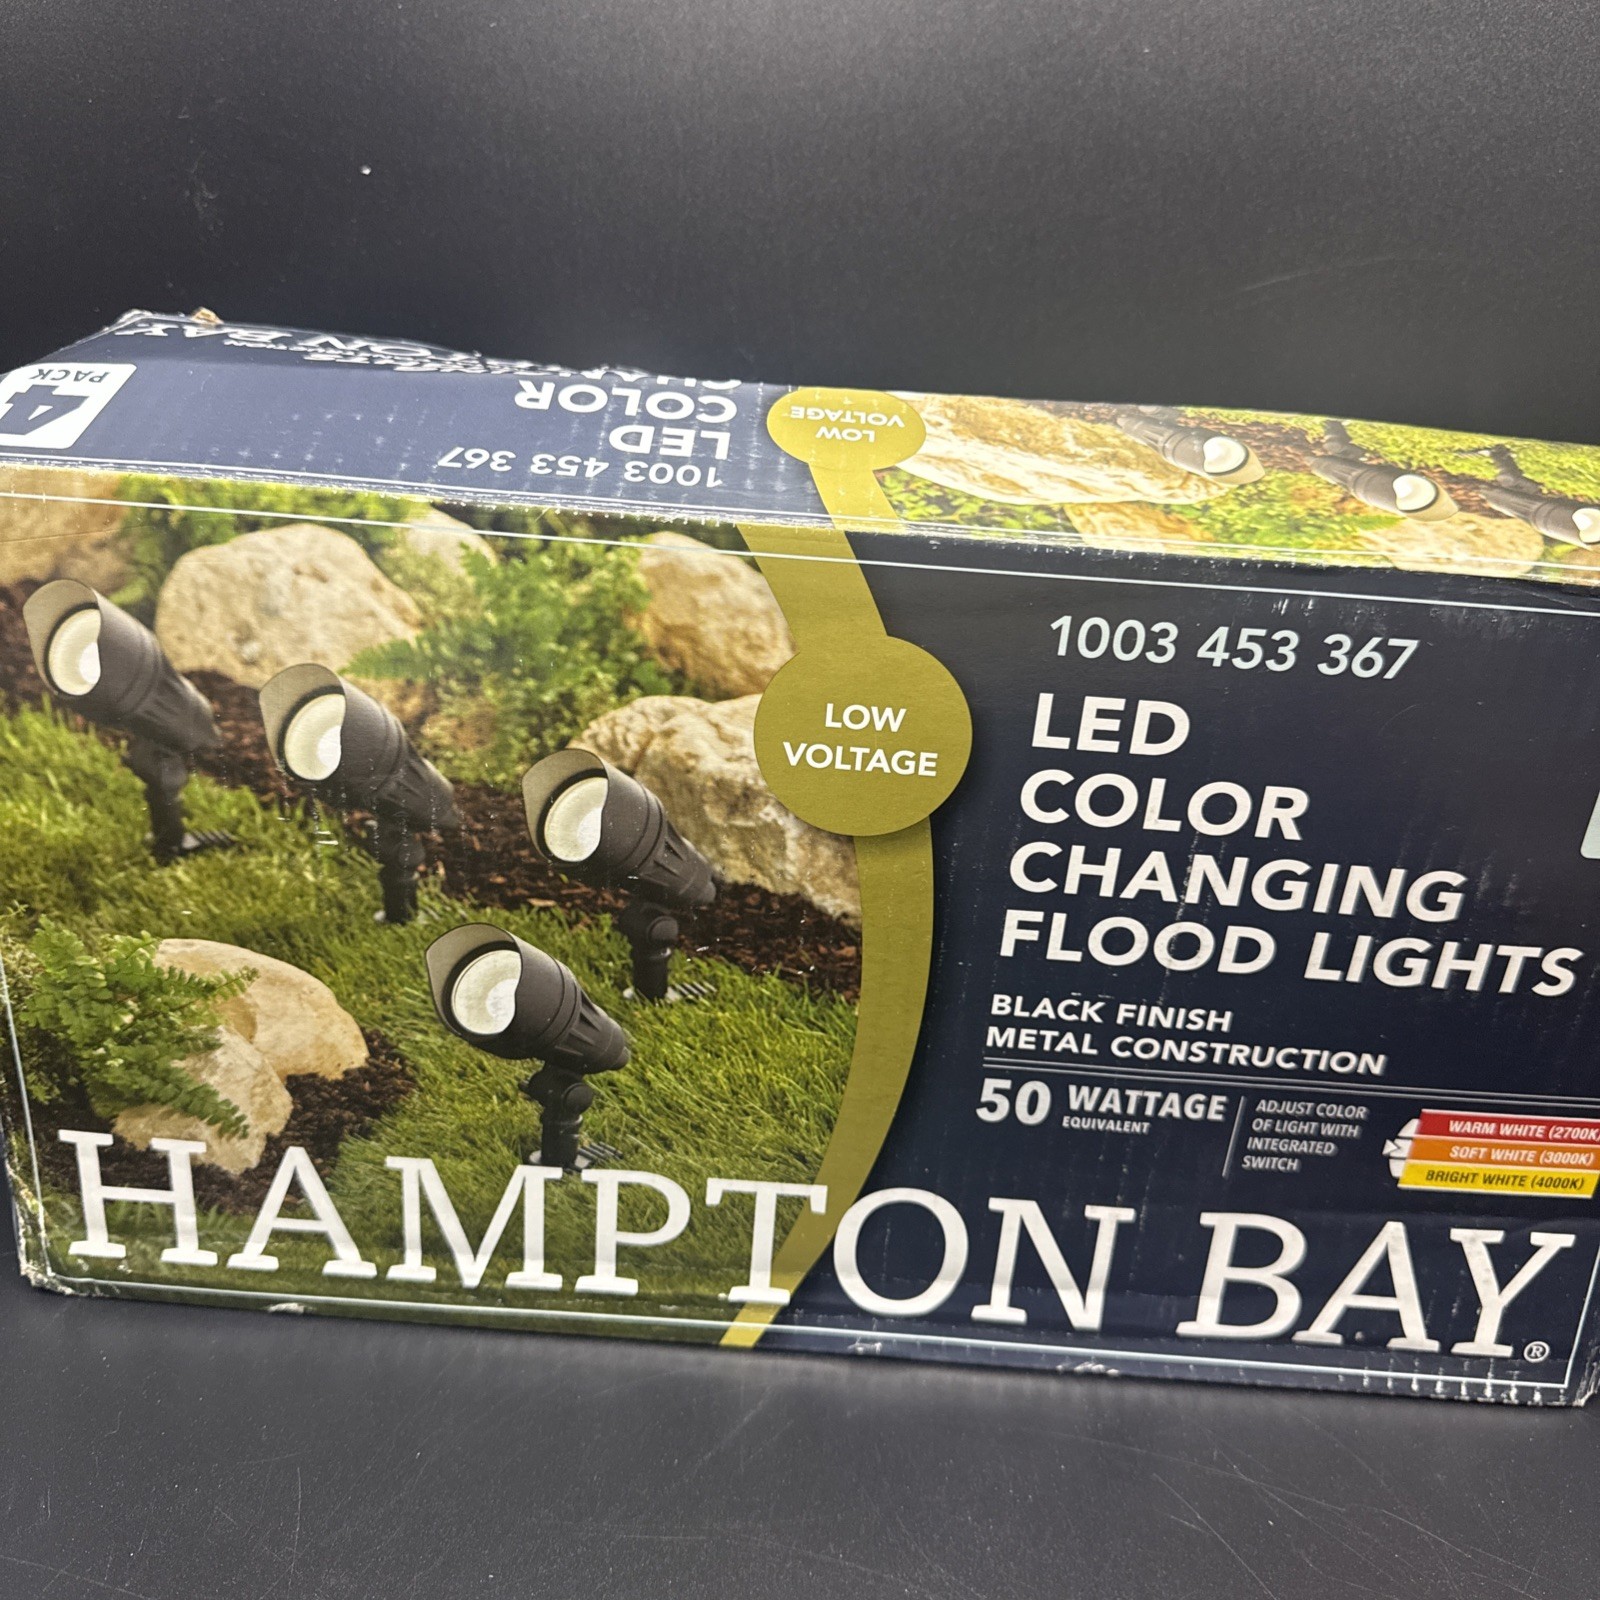 4
PACK
HAMPTON BAY
LED
COLOR
1003 453 367
LOW
VOLTAGE
1003 453 367
LED
COLOR
CHANGING
FLOOD LIGHTS
LOW
VOLTAGE
BLACK FINISH
METAL CONSTRUCTION
50 WATTAGE
EQUIVALENT
ADJUST COLOR
OF LIGHT WITH
INTEGRATED
SWITCH
WARM WHITE (2700K)
SOFT WHITE (3000K)
BRIGHT WHITE (4000K)
HAMPTON BAY®